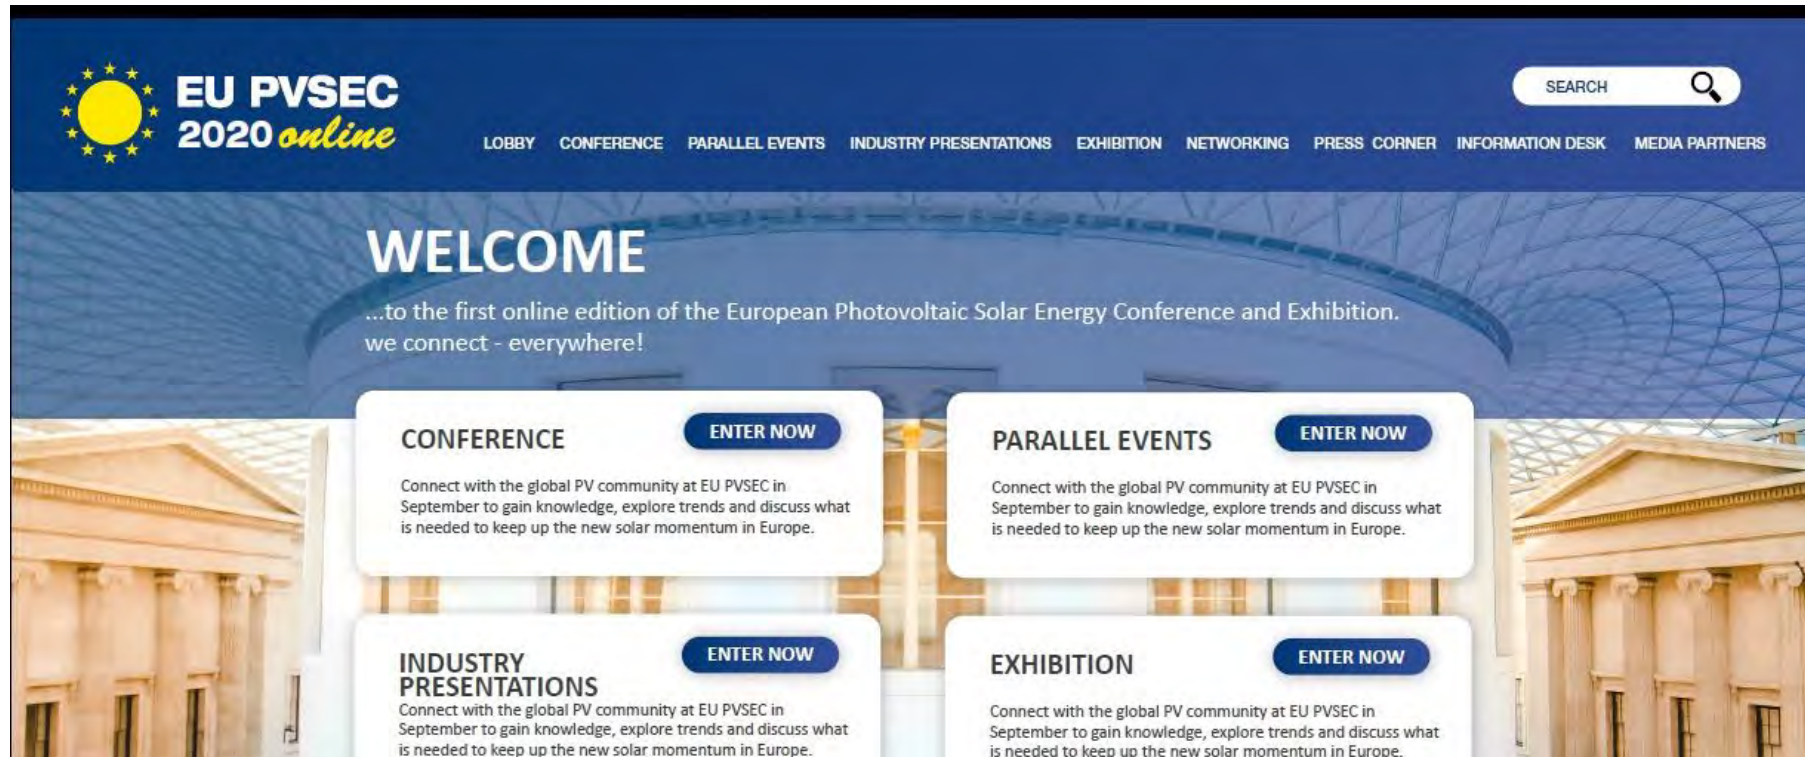 EU PVSEC
2020 online
SEARCH
LOBBY CONFERENCE PARALLEL EVENTS INDUSTRY PRESENTATIONS EXHIBITION NETWORKING PRESS CORNER INFORMATION DESK MEDIA PARTNERS
WELCOME
...to the first online edition of the European Photovoltaic Solar Energy Conference and Exhibition.
we connect - everywhere!
CONFERENCE
ENTER NOW
Connect with the global PV community at EU PVSEC in
September to gain knowledge, explore trends and discuss what
is needed to keep up the new solar momentum in Europe.
PARALLEL EVENTS
ENTER NOW
Connect with the global PV community at EU PVSEC in
September to gain knowledge, explore trends and discuss what
is needed to keep up the new solar momentum in Europe.
INDUSTRY
PRESENTATIONS
ENTER NOW
Connect with the global PV community at EU PVSEC in
September to gain knowledge, explore trends and discuss what
is needed to keep up the new solar momentum in Europe.
EXHIBITION
ENTER NOW
Connect with the global PV community at EU PVSEC in
September to gain knowledge, explore trends and discuss what
is needed to keep up the new solar momentum in Europe.